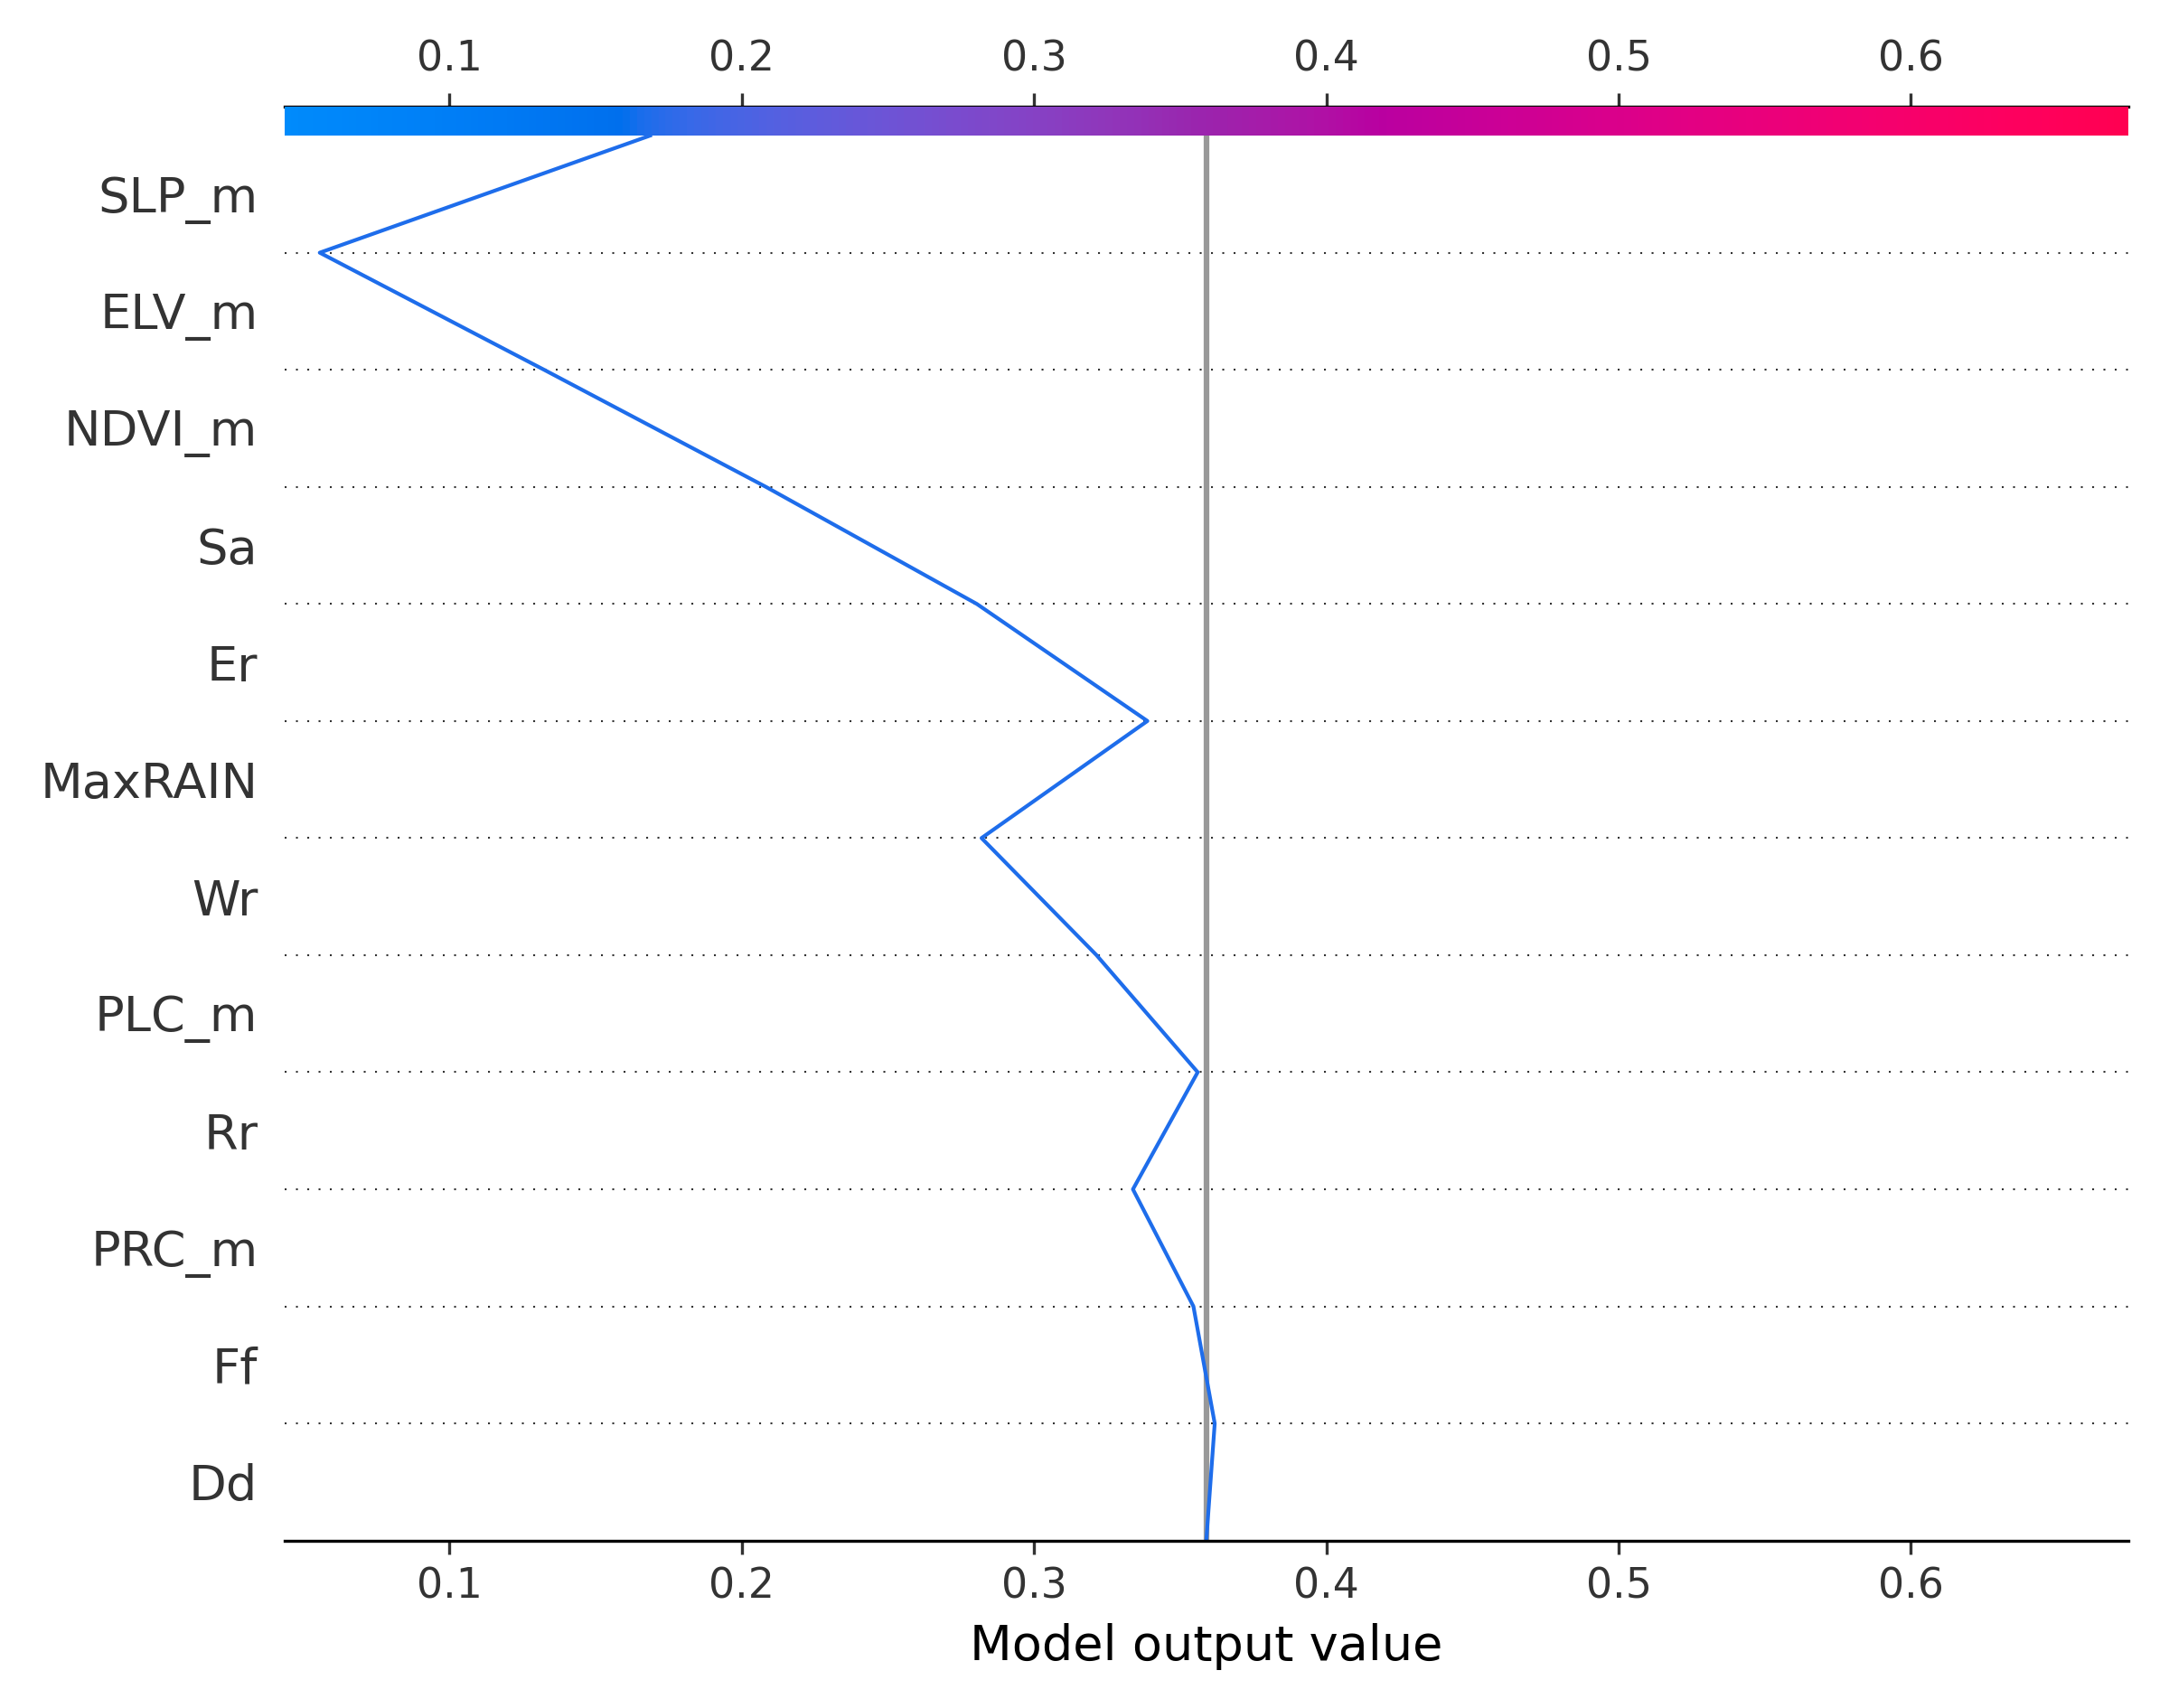 0.1 0.2 0.3 0.4 0.5 0.6
SLP_m
ELV_m
NDVI_m
Sa
Er
MaxRAIN
Wr
PLC_m
Rr
PRC_m
Ff
Dd
0.1 0.2 0.3 0.4 0.5 0.6
Model output value